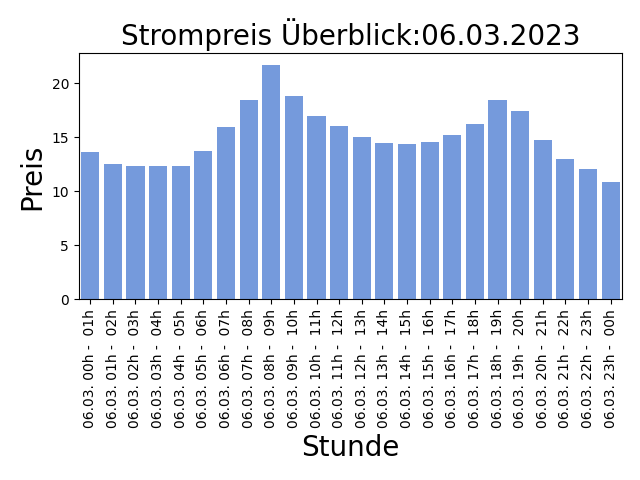 Strompreis Überblick:06.03.2023
Preis
20
15
10
5
0
06.03. 00h -  01h
06.03. 01h -  02h
06.03. 02h -  03h
06.03. 03h -  04h
06.03. 04h -  05h
06.03. 05h -  06h
06.03. 06h -  07h
06.03. 07h -  08h
06.03. 08h -  09h
06.03. 09h -  10h
06.03. 10h -  11h
06.03. 11h -  12h
06.03. 12h -  13h
06.03. 13h -  14h
06.03. 14h -  15h
06.03. 15h -  16h
06.03. 16h -  17h
06.03. 17h -  18h
06.03. 18h -  19h
06.03. 19h -  20h
06.03. 20h -  21h
06.03. 21h -  22h
06.03. 22h -  23h
06.03. 23h -  00h
Stunde